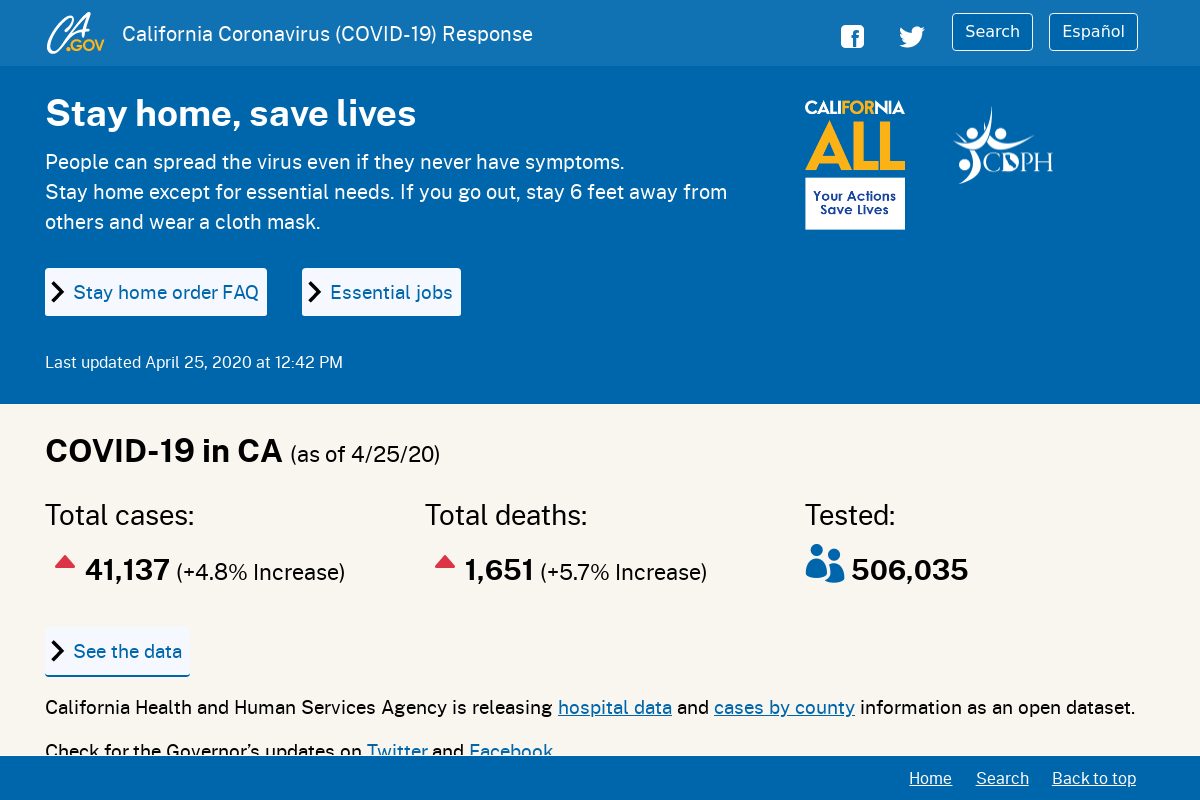 CA
.GOV
California Coronavirus (COVID-19) Response
Search
Español
Stay home, save lives
People can spread the virus even if they never have symptoms.
Stay home except for essential needs. If you go out, stay 6 feet away from
others and wear a cloth mask.
CALIFORNIA
ALL
Your Actions
Save Lives
CDPH
Stay home order FAQ
Essential jobs
Last updated April 25, 2020 at 12:42 PM
COVID-19 in CA (as of 4/25/20)
Total cases:
41,137 (+4.8% Increase)
Total deaths:
1,651 (+5.7% Increase)
Tested:
506,035
See the data
California Health and Human Services Agency is releasing hospital data and cases by county information as an open dataset.
Check for the Governor’s updates on Twitter and Facebook
Home
Search
Back to top